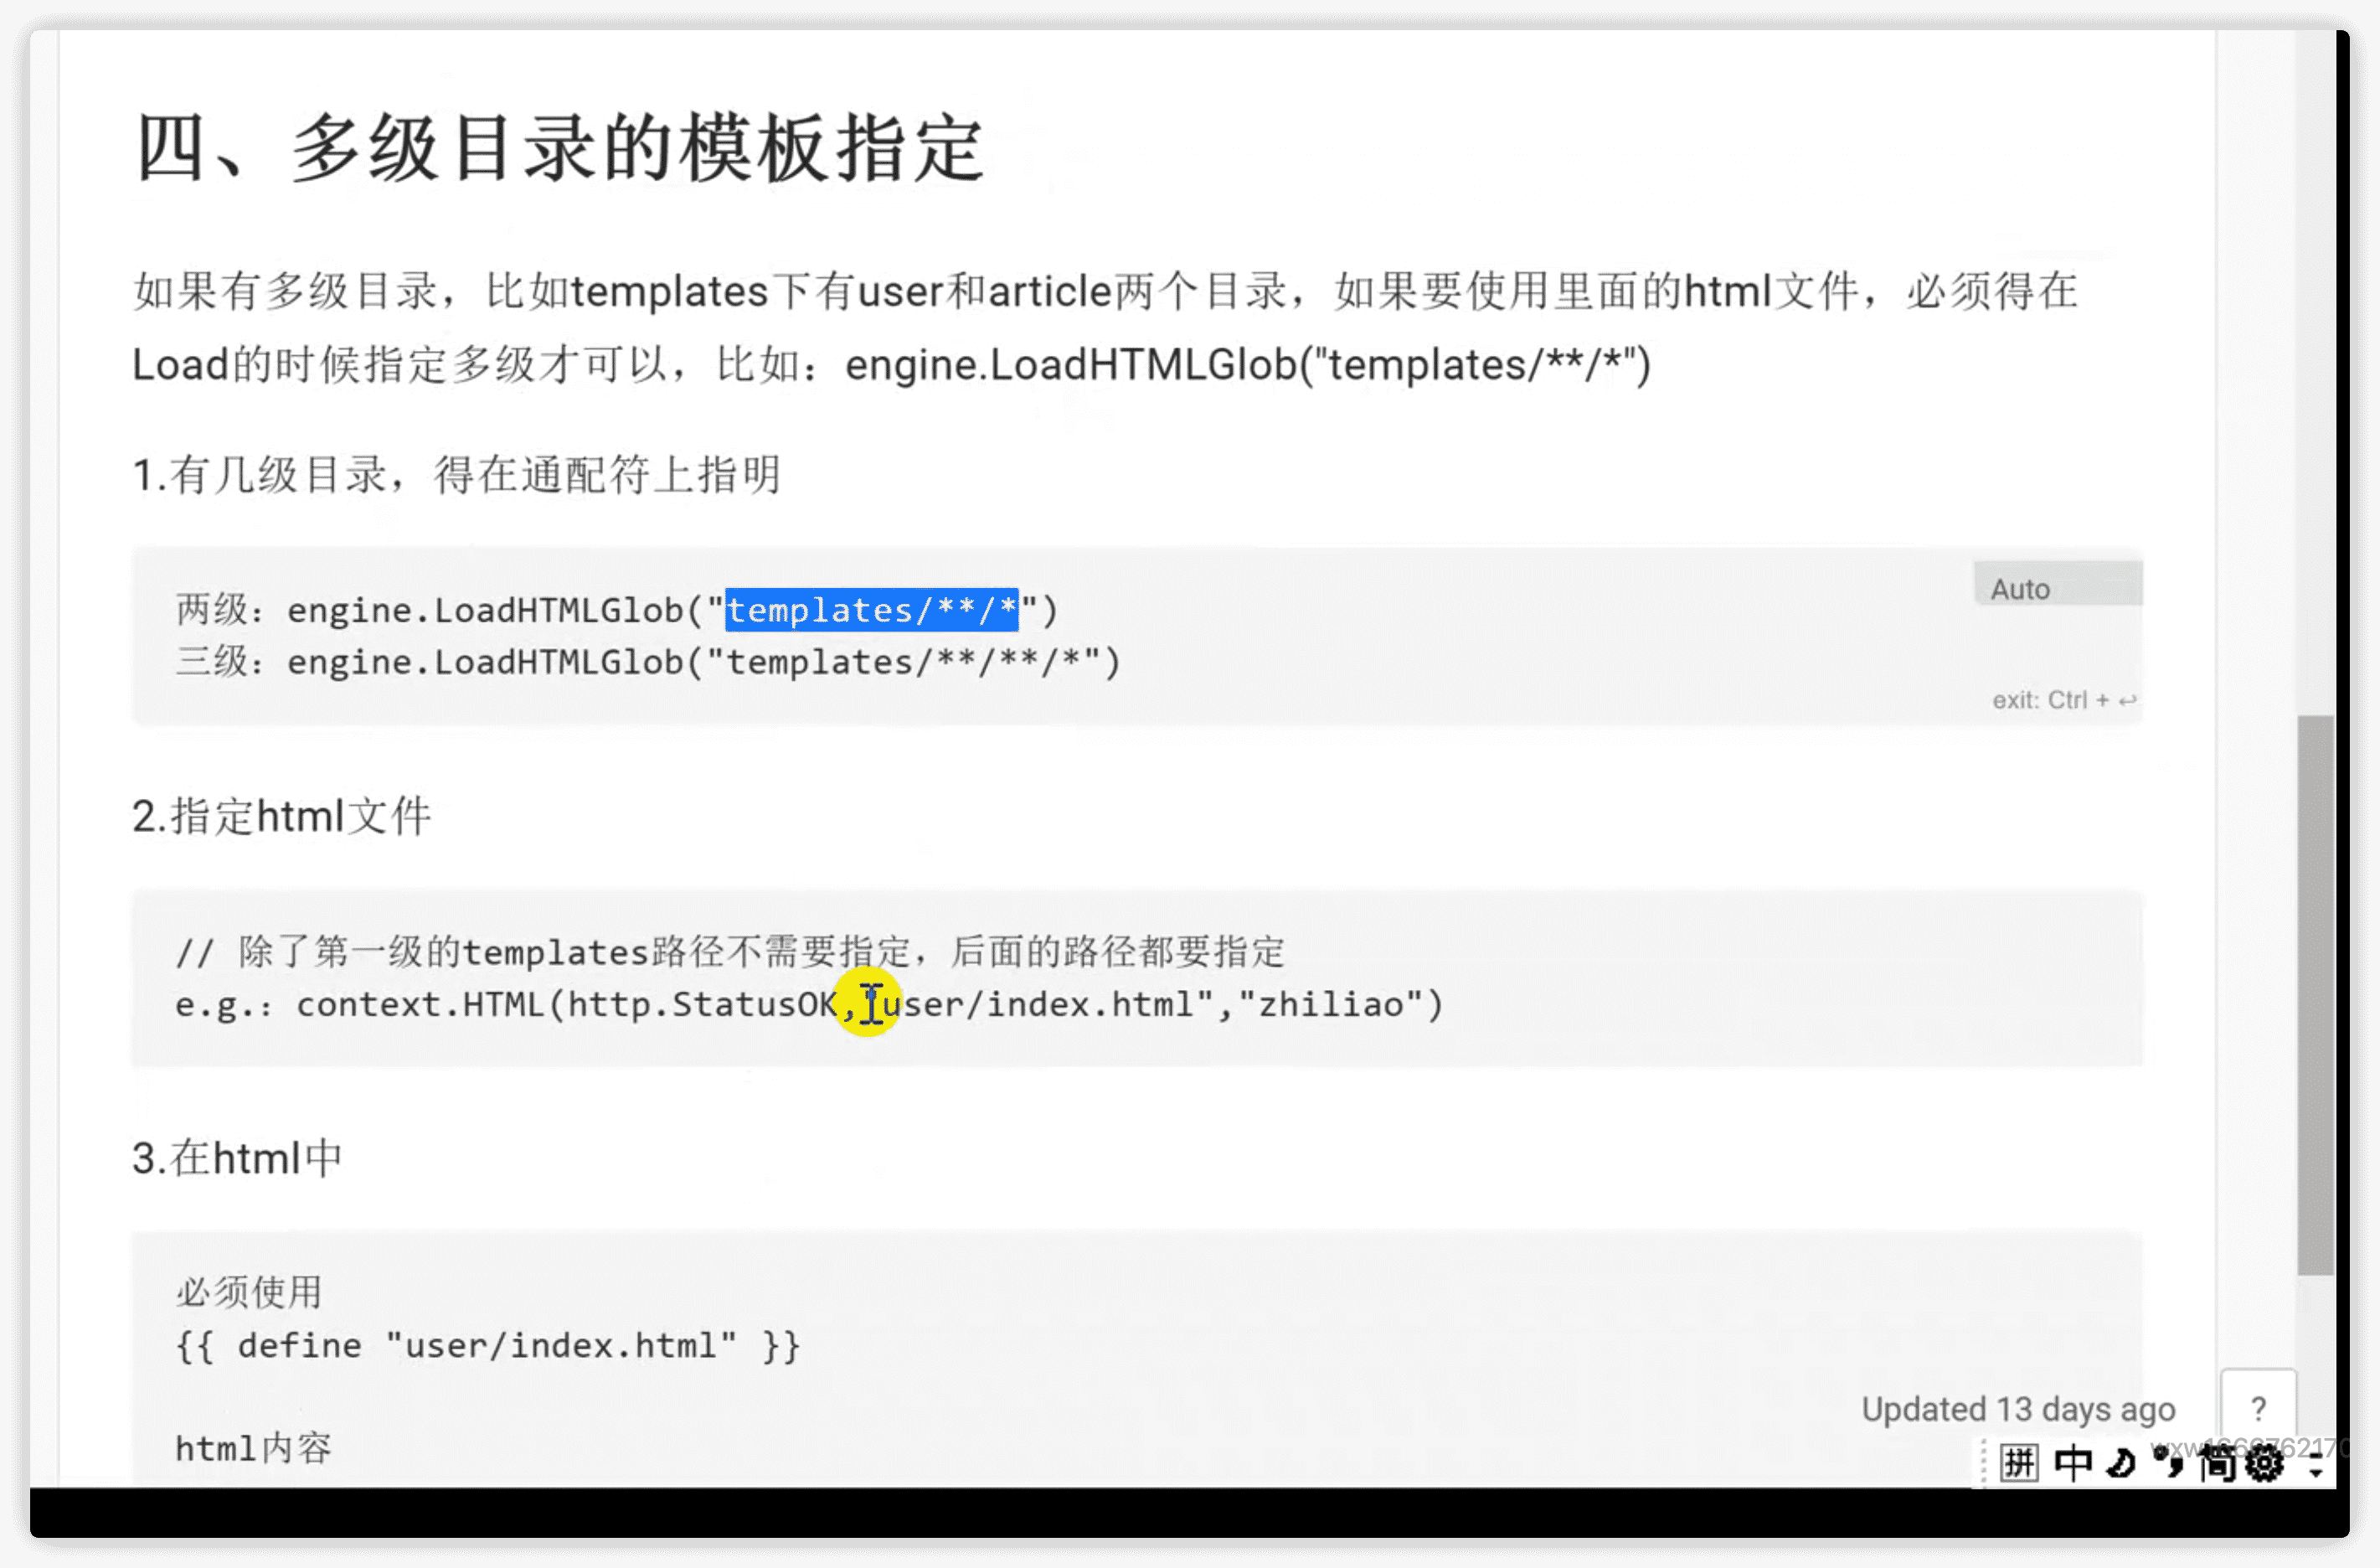 四、多级目录的模板指定
如果有多级目录，比如templates下有user和article两个目录，如果要使用里面的html文件，必须得在
Load的时候指定多级才可以，比如：engine.LoadHTMLGlob("templates/**/*")
1.有几级目录，得在通配符上指明
两级：engine.LoadHTMLGlob("templates/**/*")
三级：engine.LoadHTMLGlob("templates/**/**/*")
Auto
exit: Ctrl + ↩
2.指定html文件
// 除了第一级的templates路径不需要指定，后面的路径都要指定
e.g.：context.HTML(http.StatusOK,"user/index.html","zhiliao")
3.在html中
必须使用
{{ define "user/index.html" }}
html内容
Updated 13 days ago
?
拼 中 简